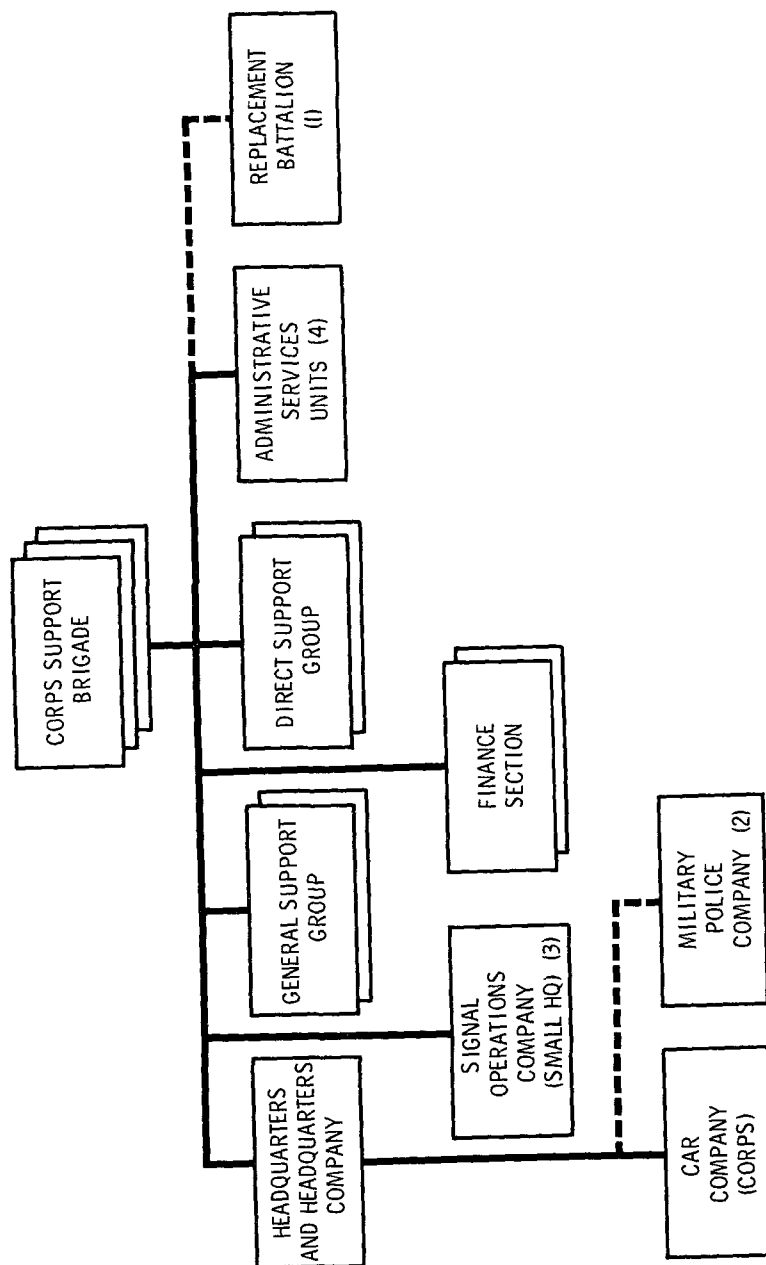 CORPS SUPPORT
BRIGADE
HEADQUARTERS
AND HEADQUARTERS
COMPANY
GENERAL SUPPORT
GROUP
DIRECT SUPPORT
GROUP
ADMINISTRATIVE
SERVICES
UNITS (4)
REPLACEMENT
BATTALION
(1)
SIGNAL
OPERATIONS
COMPANY
(SMALL HQ) (3)
FINANCE
SECTION
CAR
COMPANY
(CORPS)
MILITARY
POLICE
COMPANY (2)